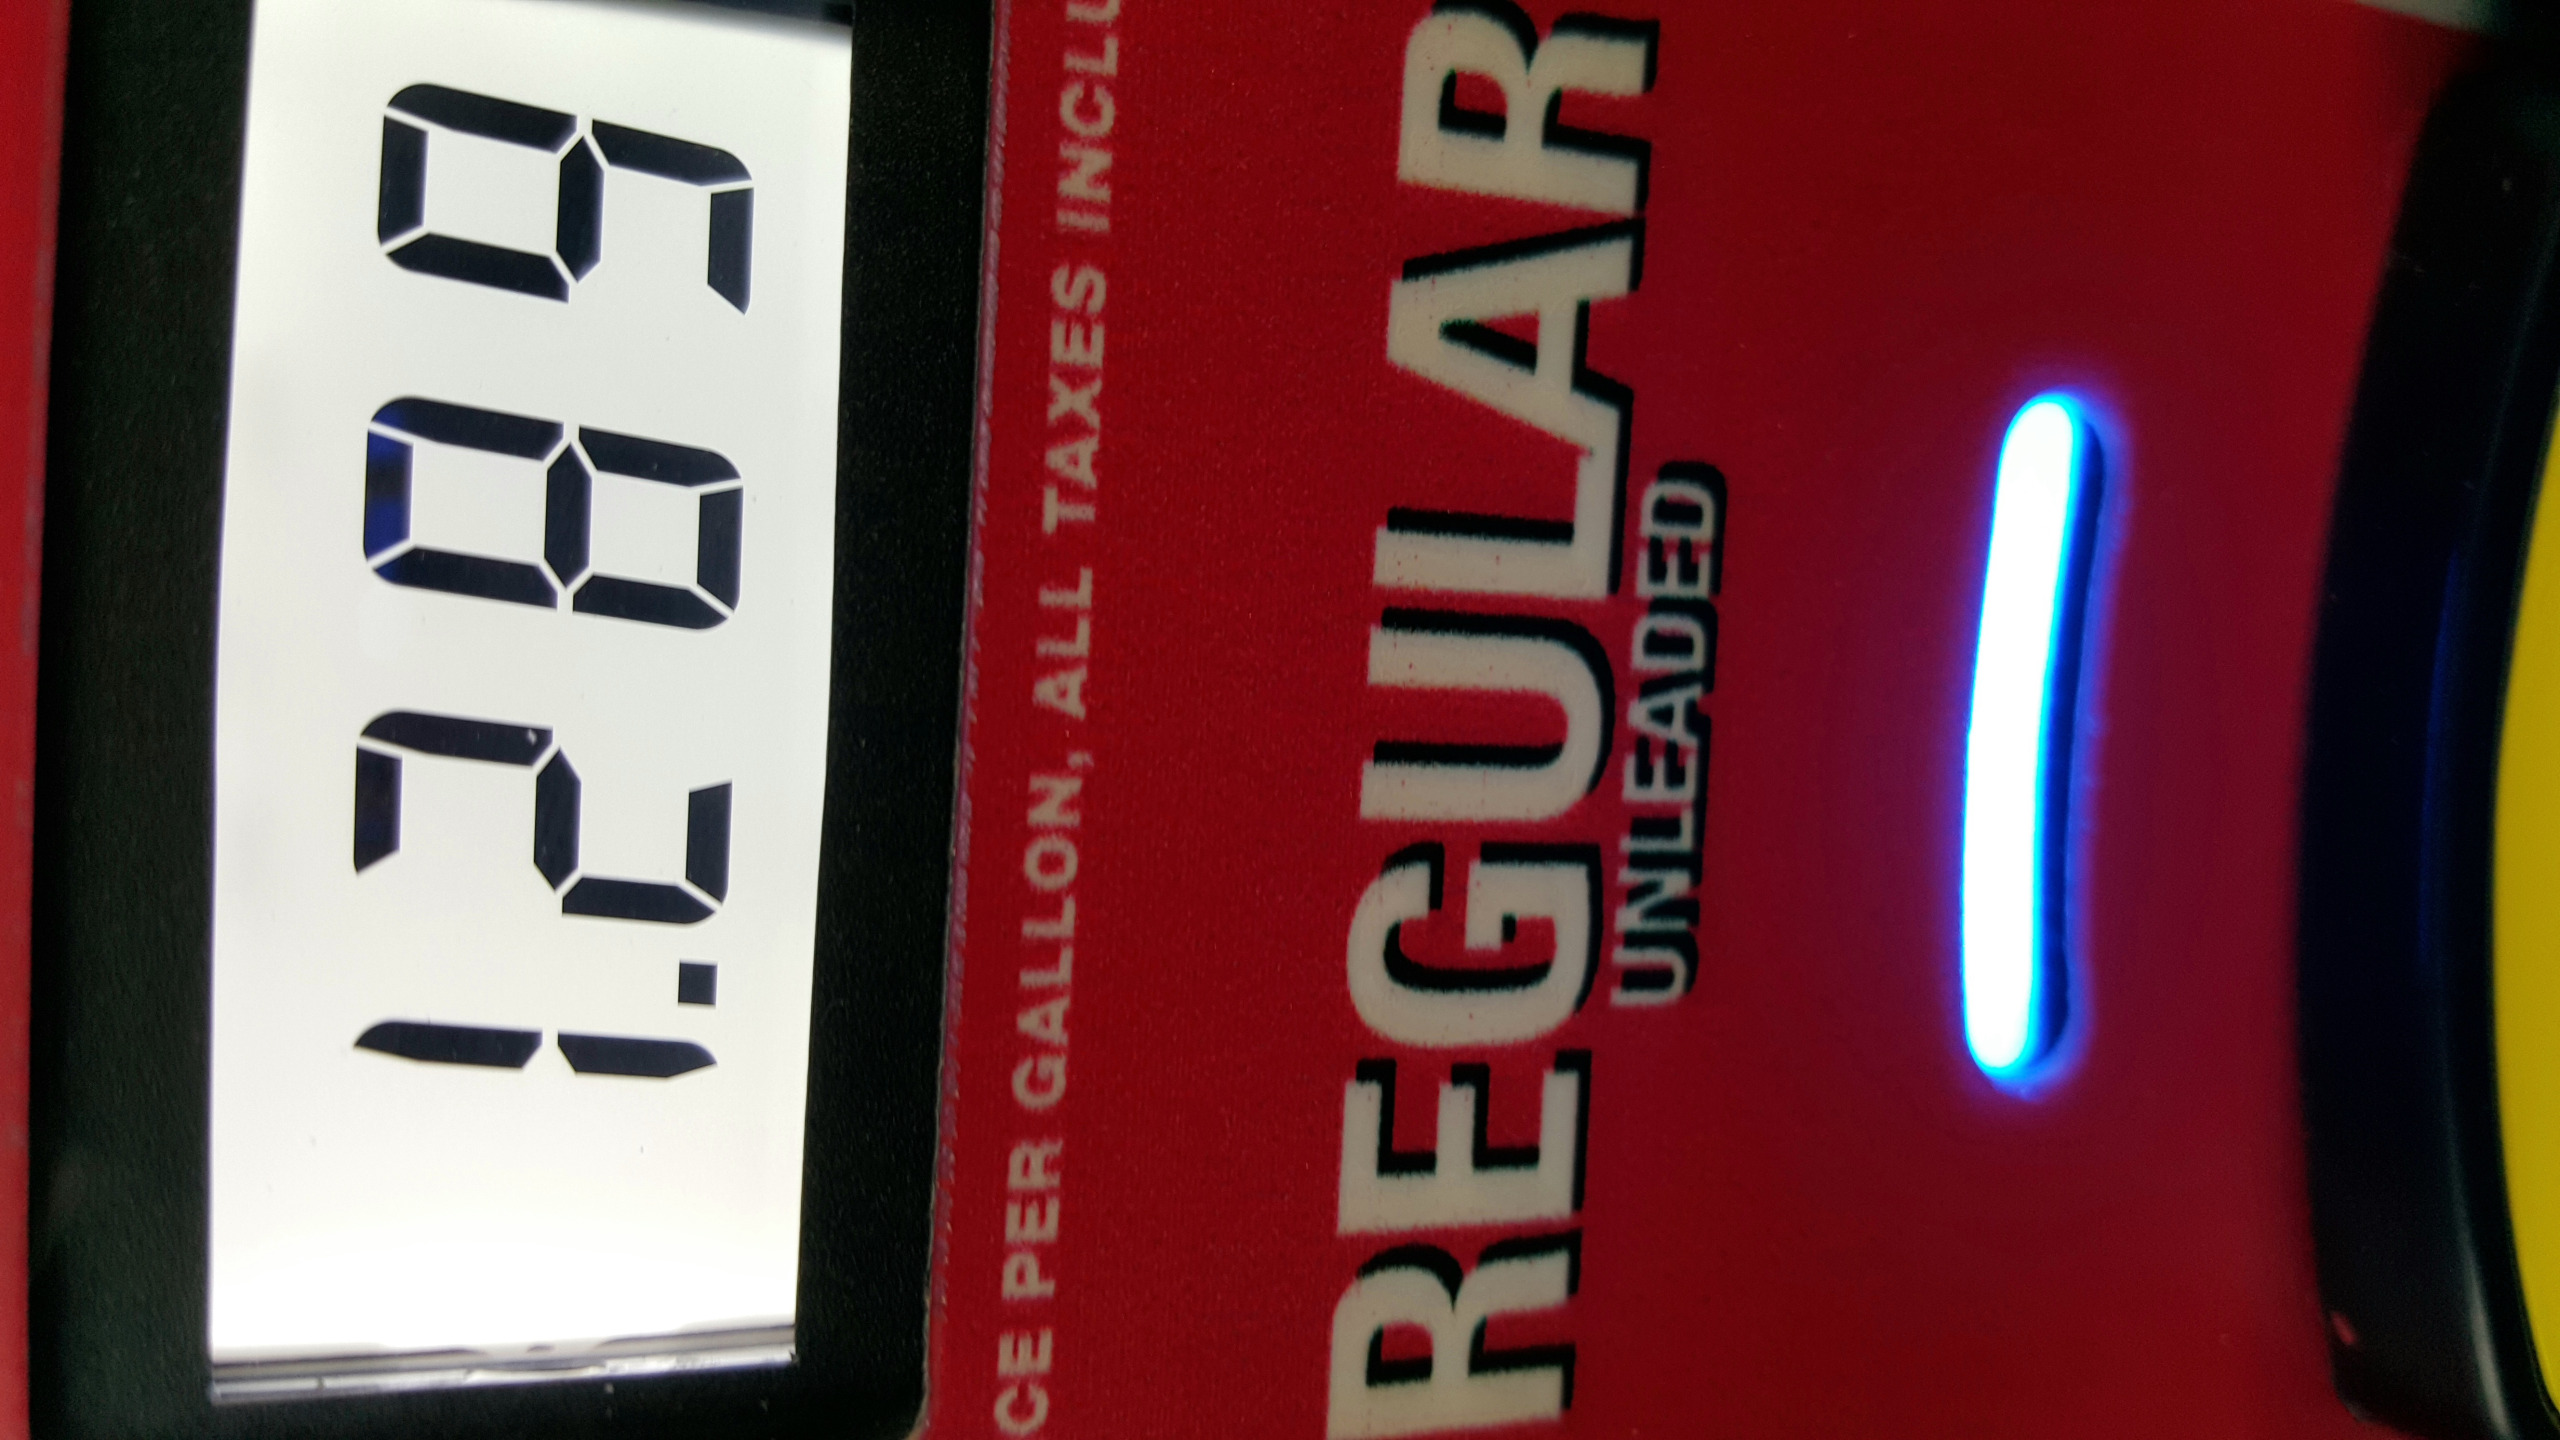 1.289
CE PER GALLON, ALL TAXES INCLU
REGULAR
UNLEADED